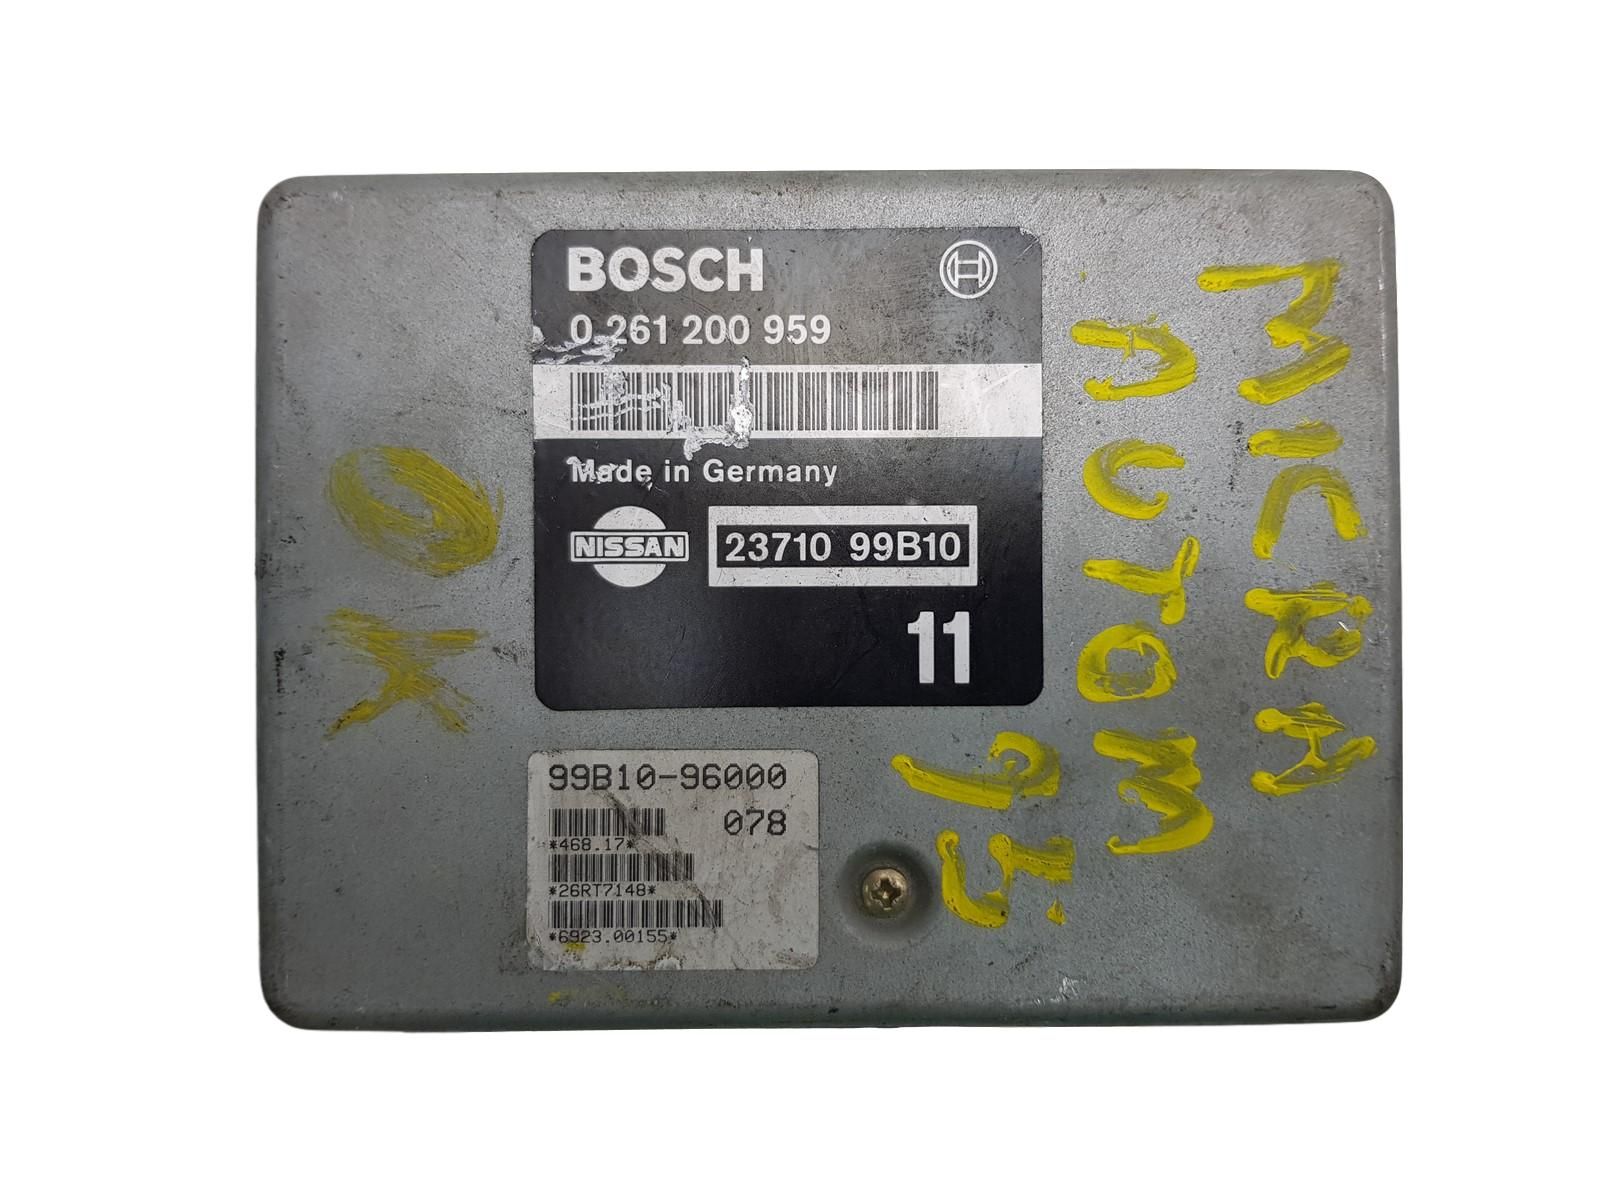 BOSCH
0 261 200 959
Made in Germany
NISSAN
23710 99B10
11
99B10-96000
078
*468.17*
*26RT7148*
*6923.00155*
MICRA
AUTOM
95
OK